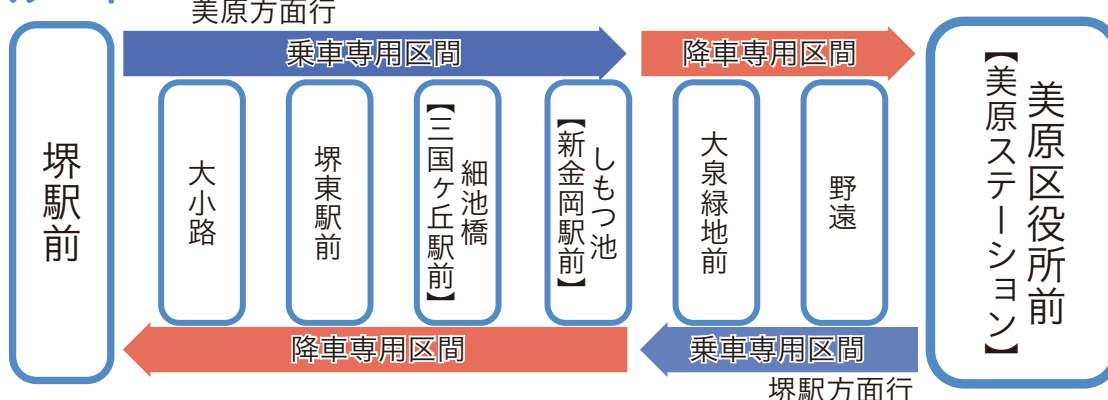 美原方面行
乗車専用区間
降車専用区間
堺駅前
大小路
堺東駅前
細池橋
【三国ヶ丘駅前】
しもつ池
【新金岡駅前】
大泉緑地前
野遠
美原区役所前
【美原ステーション】
降車専用区間
乗車専用区間
堺駅方面行